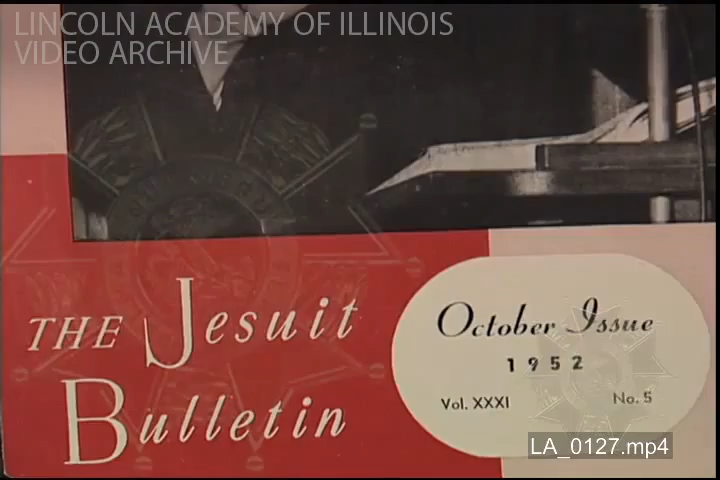 LINCOLN ACADEMY OF ILLINOIS
VIDEO ARCHIVE
THE Jesuit
Bulletin
October Issue
1952
Vol. XXXI No. 5
LA_0127.mp4